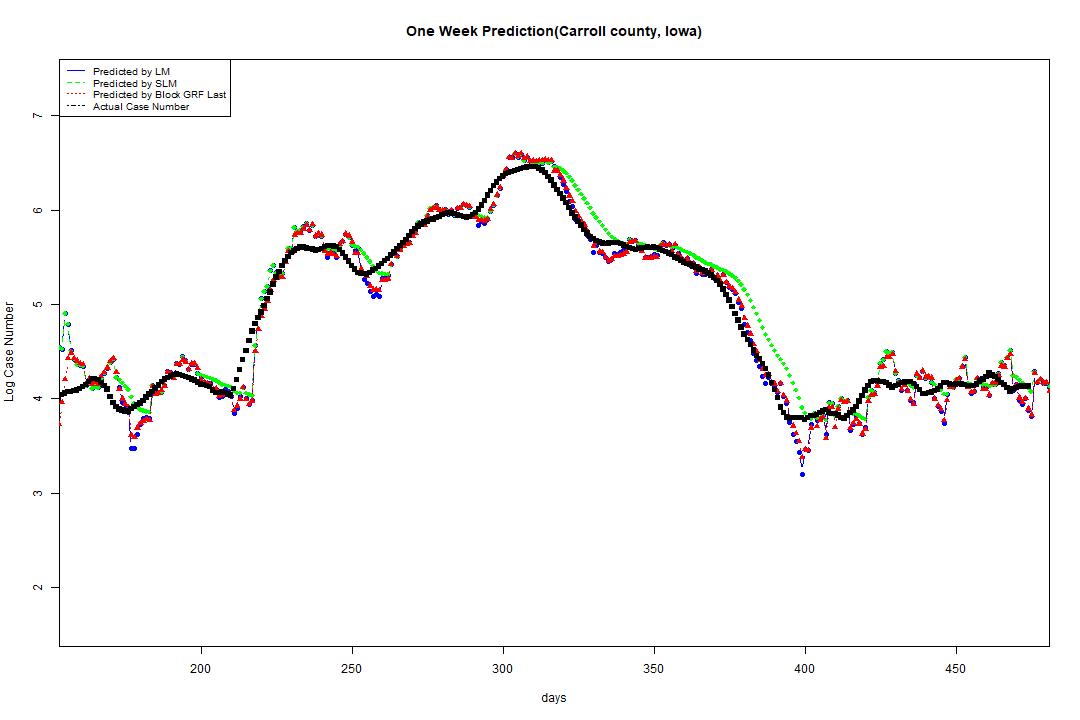 One Week Prediction(Carroll county, Iowa)
Predicted by LM
Predicted by SLM
Predicted by Block GRF Last
Actual Case Number
7
6
5
4
3
2
Log Case Number
200 250 300 350 400 450
days